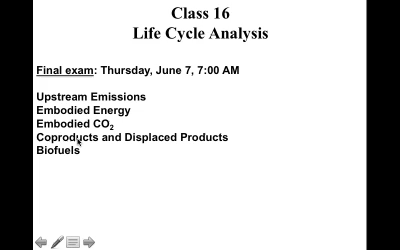 Class 16
Life Cycle Analysis
Final exam: Thursday, June 7, 7:00 AM
Upstream Emissions
Embodied Energy
Embodied CO₂
Coproducts and Displaced Products
Biofuels